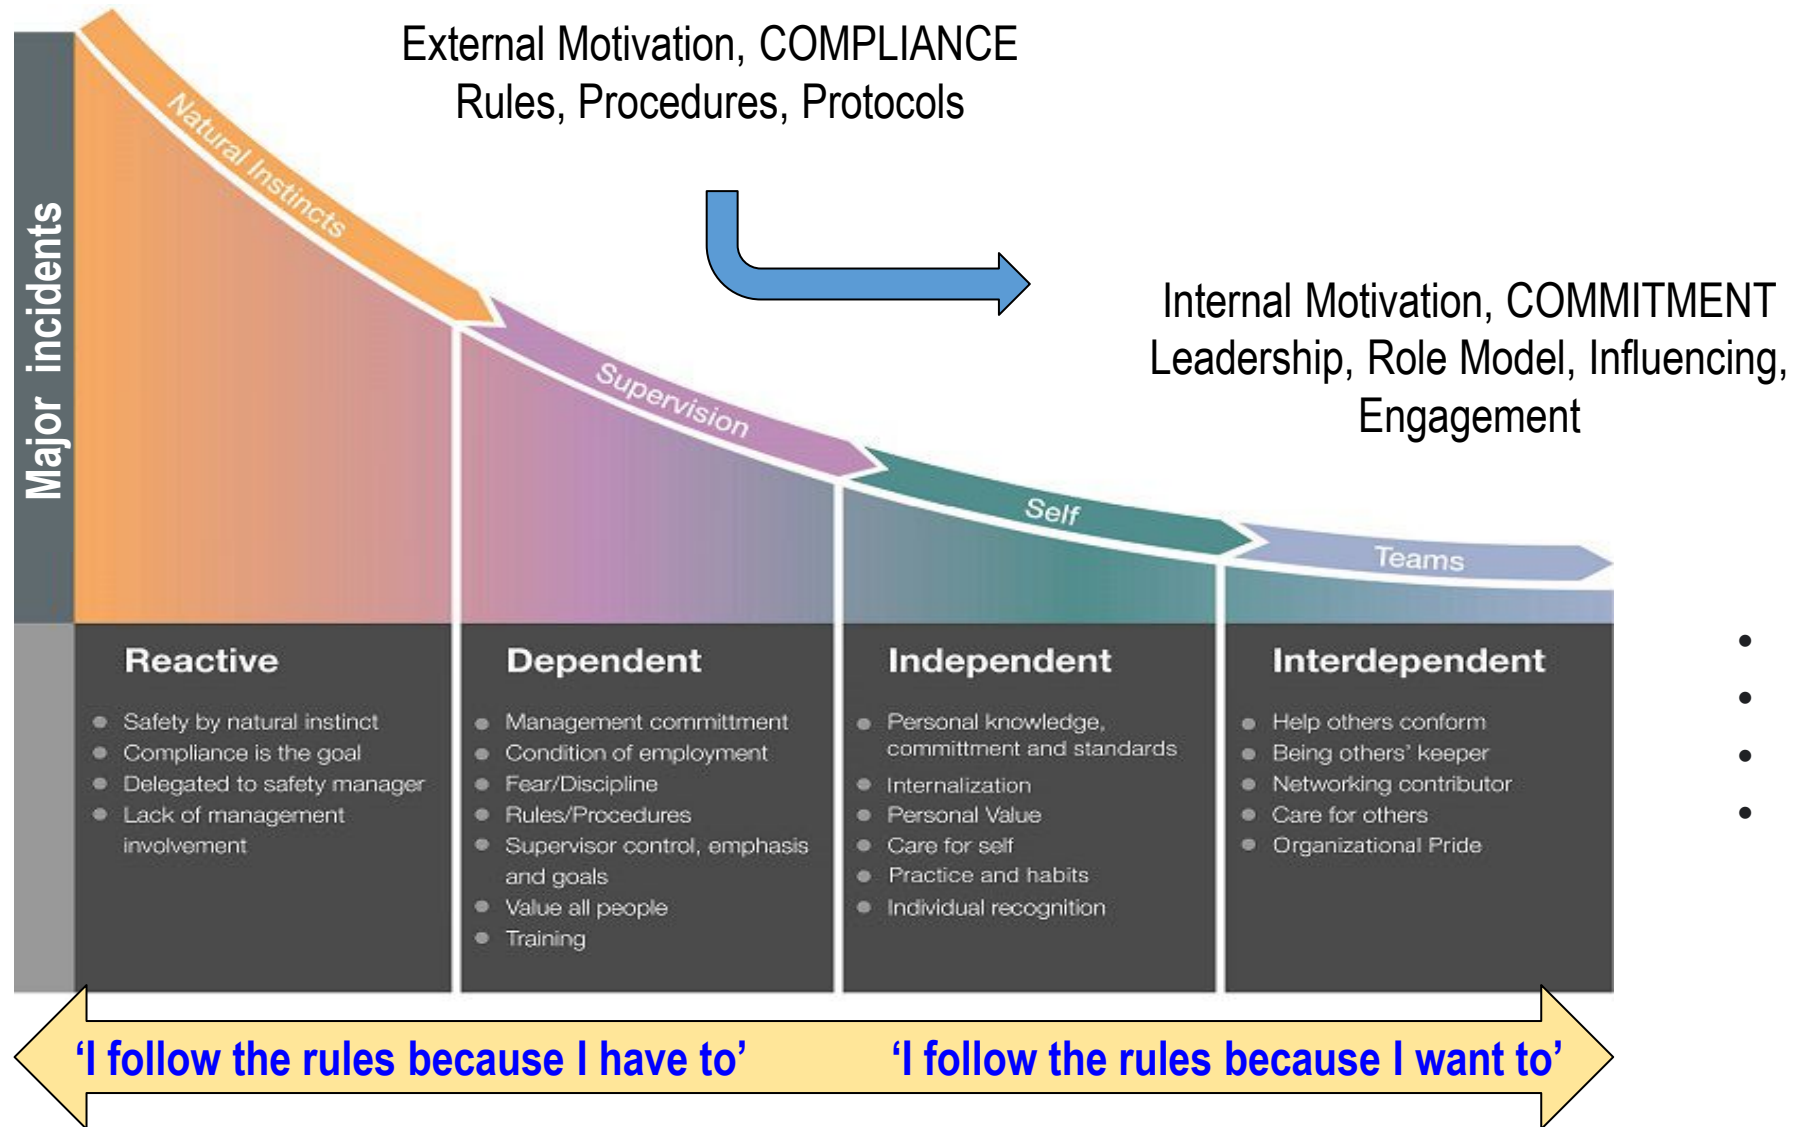 External Motivation, COMPLIANCE
Rules, Procedures, Protocols
Internal Motivation, COMMITMENT
Leadership, Role Model, Influencing,
Engagement
Major incidents
Natural Instincts
Supervision
Self
Teams
Reactive
• Safety by natural instinct
• Compliance is the goal
• Delegated to safety manager
• Lack of management
involvement
Dependent
• Management committment
• Condition of employment
• Fear/Discipline
• Rules/Procedures
• Supervisor control, emphasis
and goals
• Value all people
• Training
Independent
• Personal knowledge,
committment and standards
• Internalization
• Personal Value
• Care for self
• Practice and habits
• Individual recognition
Interdependent
• Help others conform
• Being others’ keeper
• Networking contributor
• Care for others
• Organizational Pride
‘I follow the rules because I have to’
‘I follow the rules because I want to’